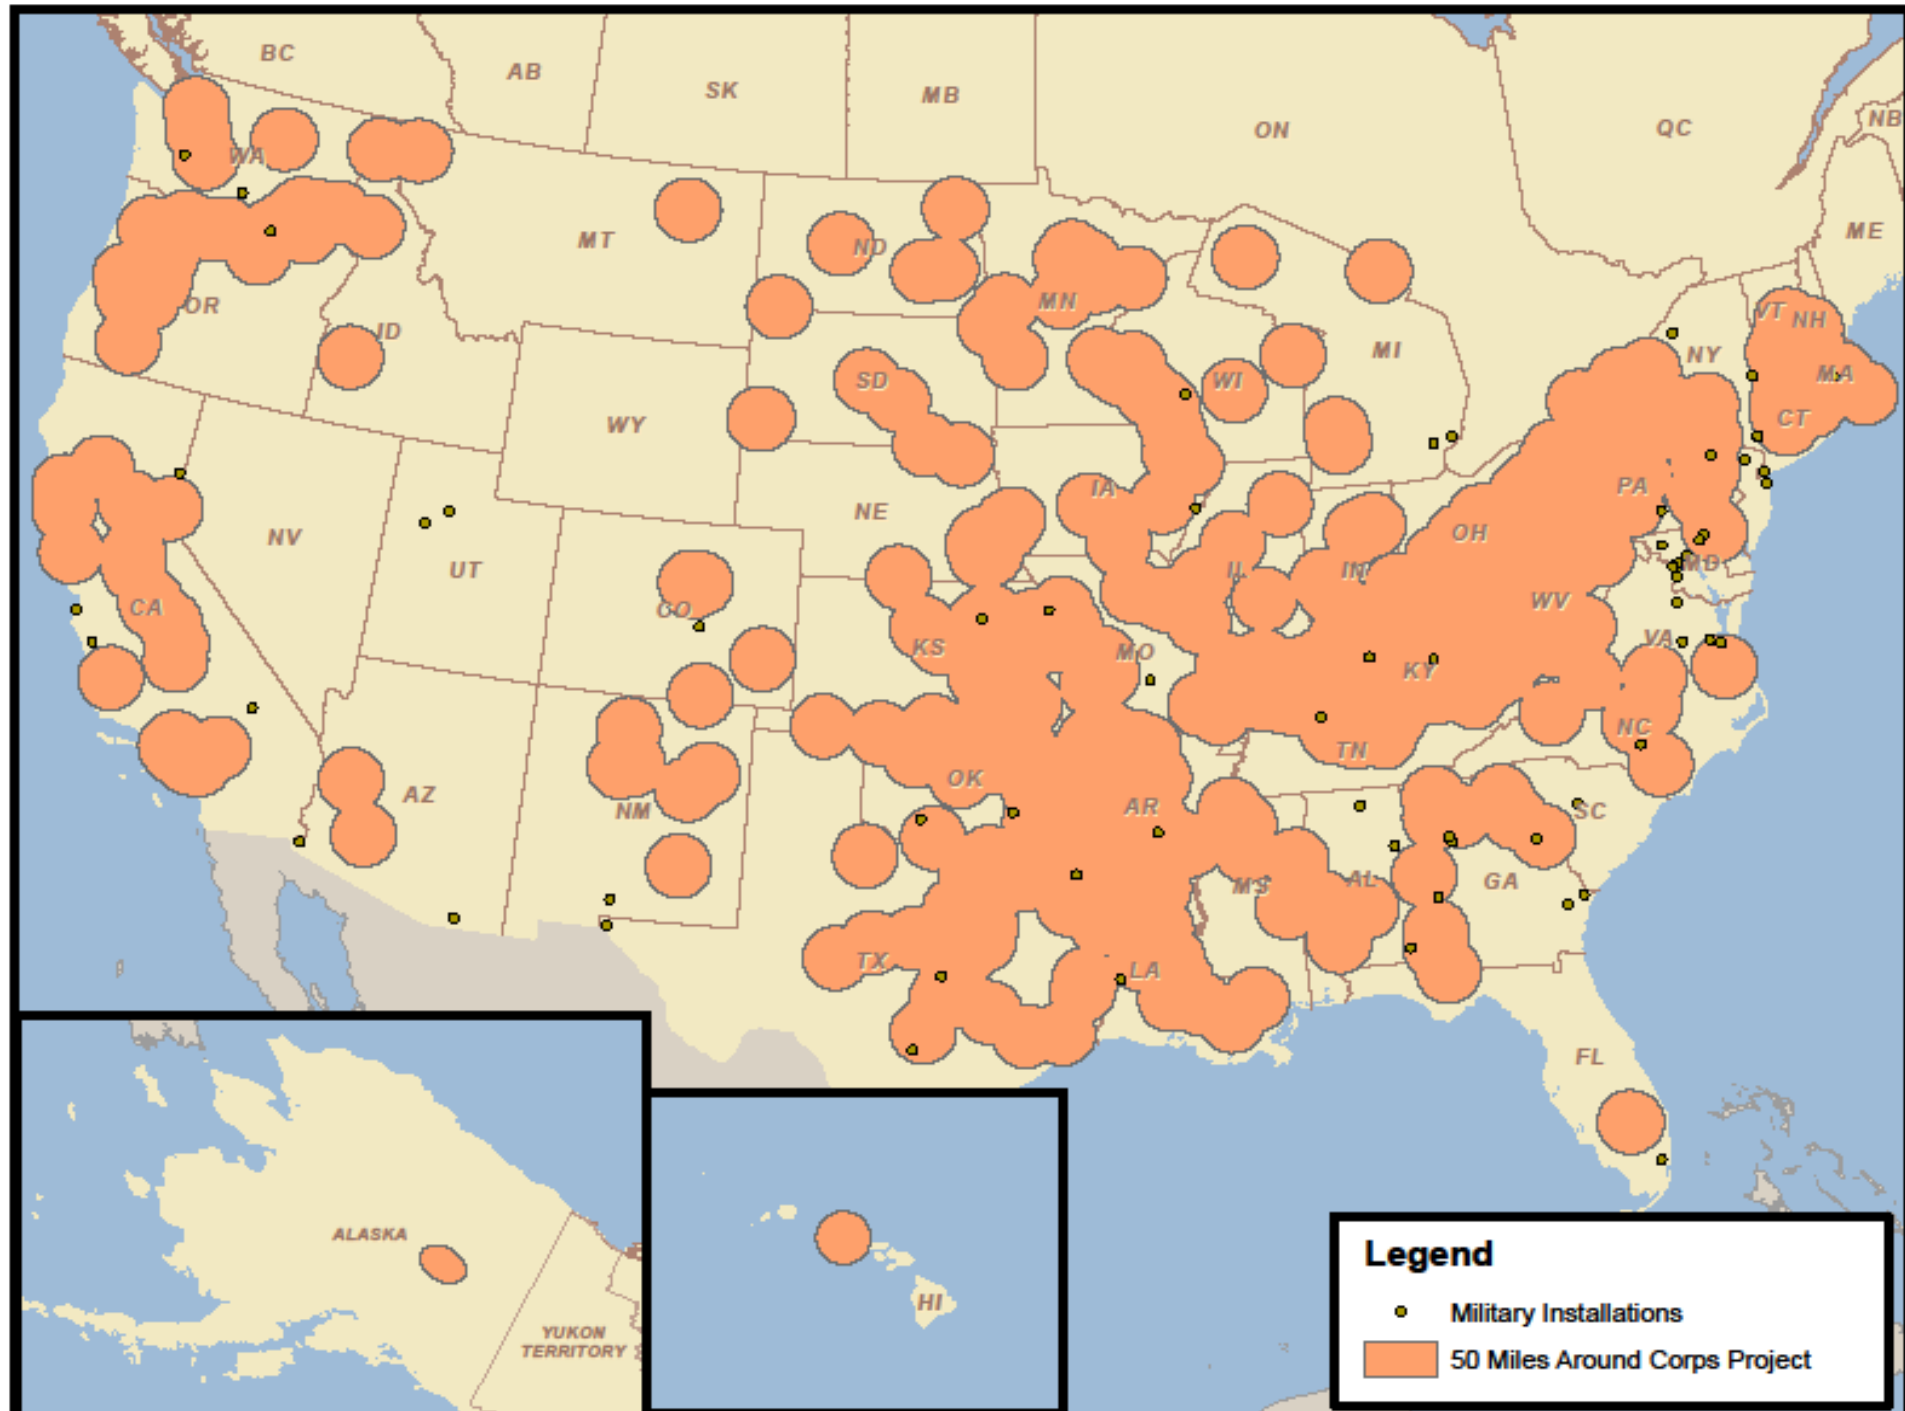 BC
AB
SK
MB
ON
QC
NB
WA
ME
MT
ND
MN
OR
ID
VT
NH
NY
MI
MA
SD
WI
CT
WY
IA
PA
NE
NV
OH
UT
IL
IN
MD
CA
CO
WV
KS
MO
VA
KY
NC
TN
OK
AZ
NM
AR
SC
MS
AL
GA
TX
LA
FL
ALASKA
HI
YUKON
TERRITORY
Legend
Military Installations
50 Miles Around Corps Project